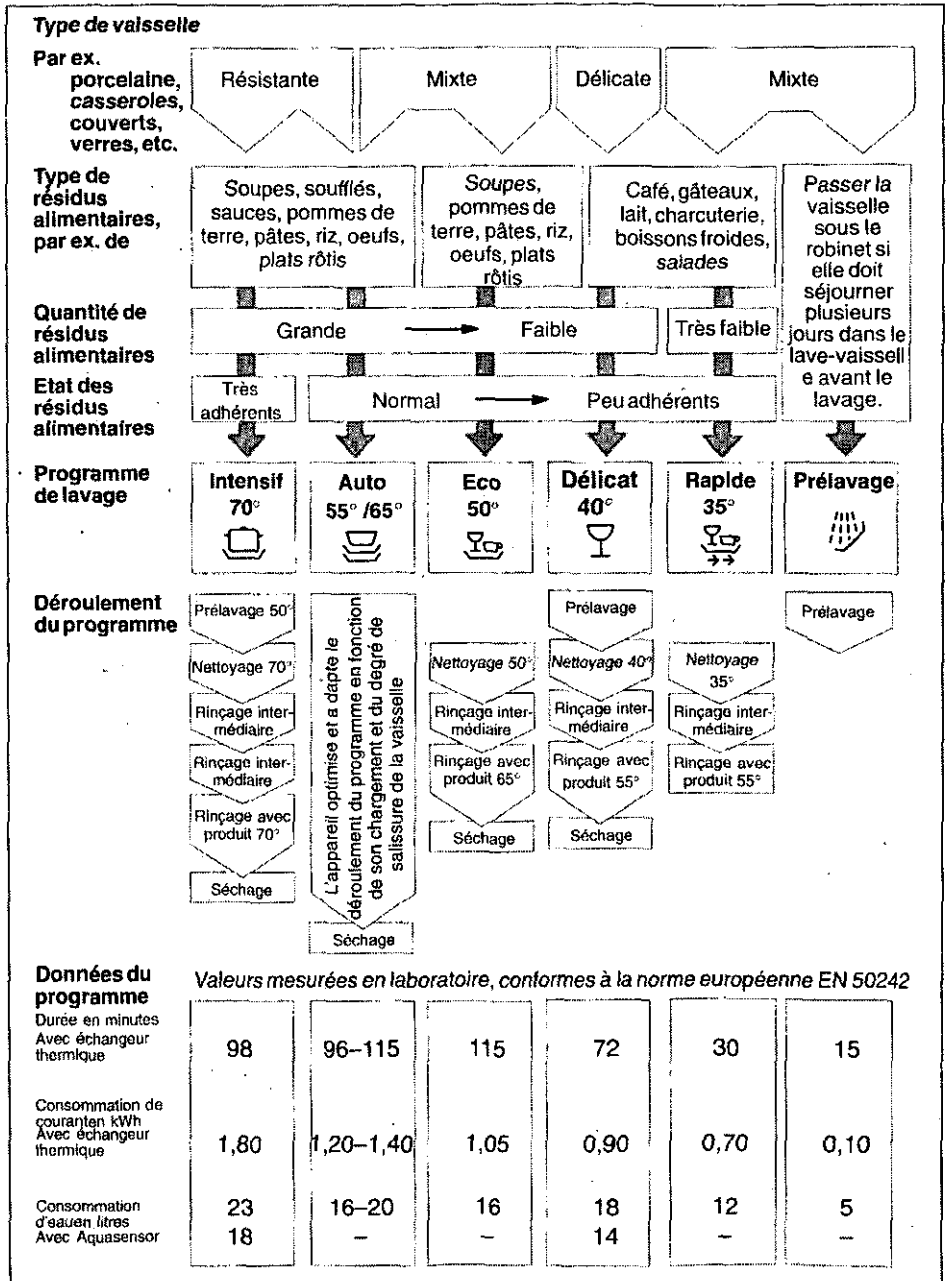 Type de vaisselle
Par ex.
porcelaine,
casseroles,
couverts,
verres, etc.
Résistante
Mixte
Délicate
Mixte
Type de
résidus
alimentaires,
par ex. de
Soupes, soufflés,
sauces, pommes de
terre, pâtes, riz, oeufs,
plats rôtis
Soupes,
pommes de
terre, pâtes, riz,
oeufs, plats
rôtis
Café, gâteaux,
lait, charcuterie,
boissons froides,
salades
Passer la
vaisselle
sous le
robinet si
elle doit
séjourner
plusieurs
jours dans le
lave-vaissell
e avant le
lavage.
Quantité de
résidus
alimentaires
Grande → Faible
Très faible
Etat des
résidus
alimentaires
Très
adhérents
Normal → Peu adhérents
Programme
de lavage
Intensif
70°
Auto
55° /65°
Eco
50°
Délicat
40°
Rapide
35°
Prélavage
Déroulement
du programme
Prélavage 50°
Nettoyage 70°
Rinçage inter-
médiaire
Rinçage inter-
médiaire
Rinçage avec
produit 70°
Séchage
L'appareil optimise et a dapte le
déroulement du programme en fonction
de son chargement et du degré de
salissure de la vaisselle
Séchage
Nettoyage 50°
Rinçage inter-
médiaire
Rinçage avec
produit 65°
Séchage
Prélavage
Nettoyage 40°
Rinçage inter-
médiaire
Rinçage avec
produit 55°
Séchage
Nettoyage
35°
Rinçage inter-
médiaire
Rinçage avec
produit 55°
Prélavage
Données du
programme
Valeurs mesurées en laboratoire, conformes à la norme européenne EN 50242
Durée en minutes
Avec échangeur
thermique
98 96–115 115 72 30 15
Consommation de
couranten kWh
Avec échangeur
thermique
1,80 1,20–1,40 1,05 0,90 0,70 0,10
Consommation
d'eauen litres
23 16–20 16 18 12 5
Avec Aquasensor
18 – – 14 – –